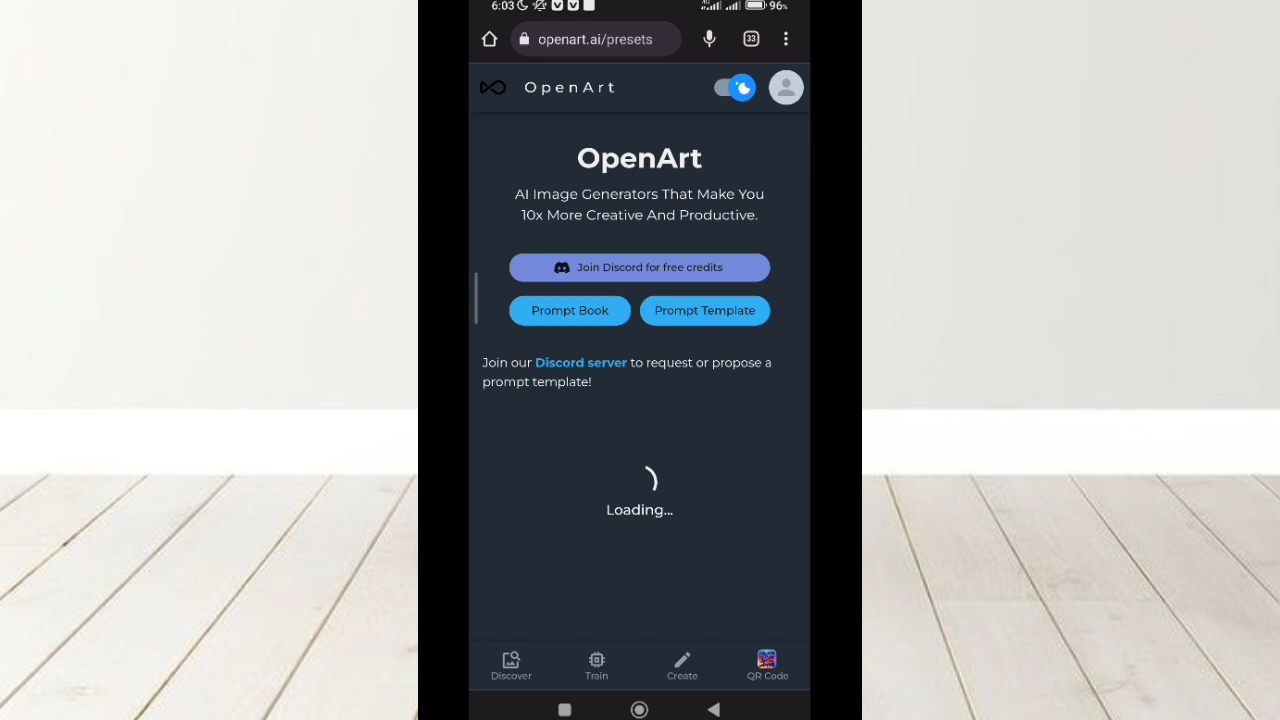 6:03
96%
openart.ai/presets
33
OpenArt
OpenArt
AI Image Generators That Make You
10x More Creative And Productive.
Join Discord for free credits
Prompt Book
Prompt Template
Join our Discord server to request or propose a
prompt template!
Loading...
Discover
Train
Create
QR Code